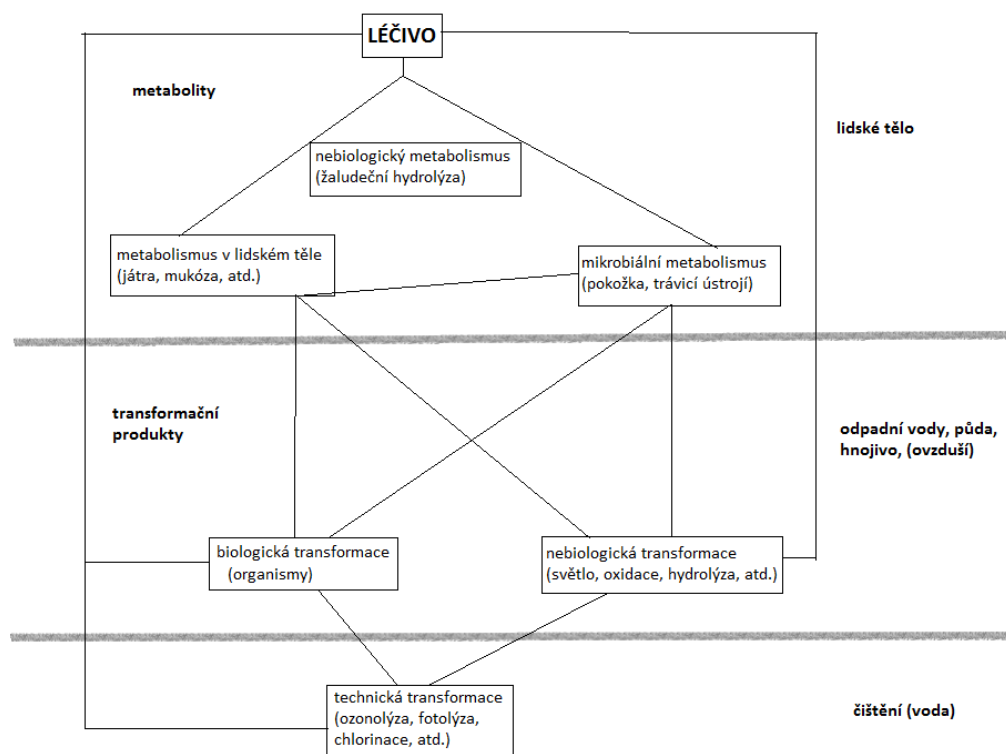 LÉČIVO
metabolity
lidské tělo
nebiologický metabolismus
(žaludeční hydrolýza)
metabolismus v lidském těle
(játra, mukóza, atd.)
mikrobiální metabolismus
(pokožka, trávicí ústrojí)
transformační
produkty
odpadní vody, půda,
hnojivo, (ovzduší)
biologická transformace
(organismy)
nebiologická transformace
(světlo, oxidace, hydrolýza, atd.)
technická transformace
(ozonolýza, fotolýza,
chlorinace, atd.)
čištění (voda)